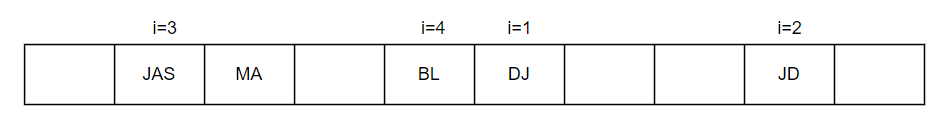 i=3 i=4 i=1 i=2
JAS MA BL DJ JD